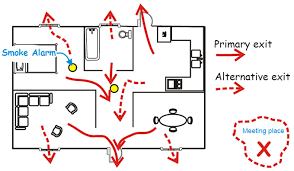 Smoke Alarm
Primary exit
Alternative exit
Meeting place
X